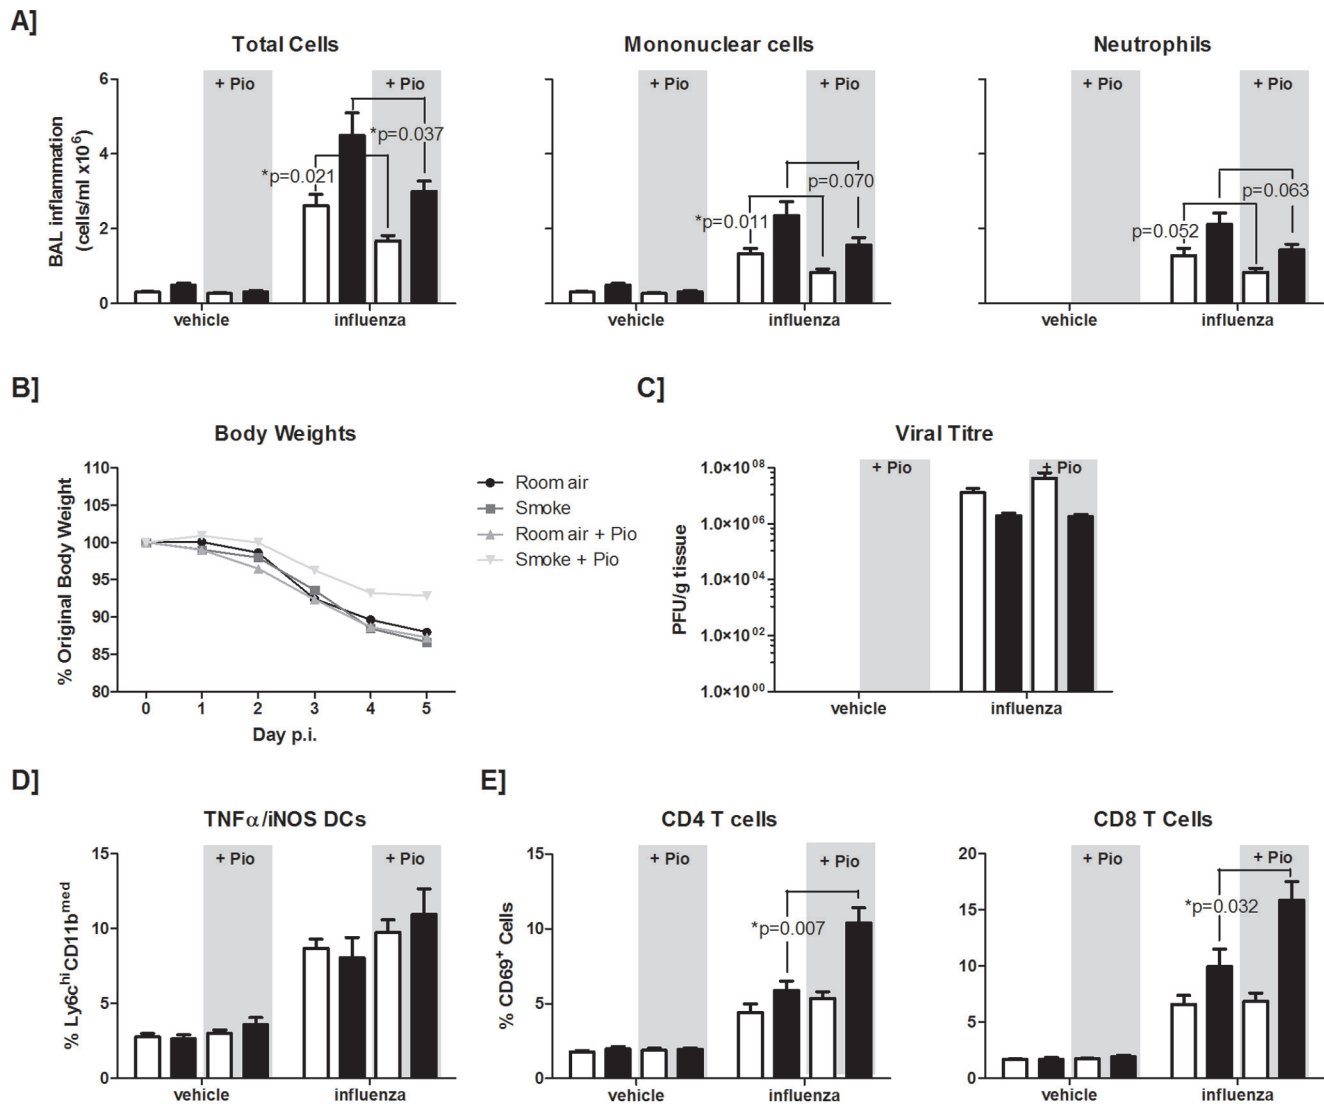 A]
Total Cells
Mononuclear cells
Neutrophils
BAL inflammation
(cells/ml x10⁶)
6
4
2
0
+ Pio
+ Pio
*p=0.021
*p=0.037
vehicle
influenza
+ Pio
+ Pio
*p=0.011
p=0.070
vehicle
influenza
+ Pio
+ Pio
p=0.052
p=0.063
vehicle
influenza
B]
Body Weights
% Original Body Weight
110
105
100
95
90
85
80
0 1 2 3 4 5
Day p.i.
Room air
Smoke
Room air + Pio
Smoke + Pio
C]
Viral Titre
PFU/g tissue
1.0×10⁰⁸
1.0×10⁰⁶
1.0×10⁰⁴
1.0×10⁰²
1.0×10⁰⁰
+ Pio
+ Pio
vehicle
influenza
D]
TNFα/iNOS DCs
% Ly6cʰⁱCD11bᵐᵉᵈ
15
10
5
0
+ Pio
+ Pio
vehicle
influenza
E]
CD4 T cells
% CD69⁺ Cells
15
10
5
0
+ Pio
+ Pio
*p=0.007
vehicle
influenza
CD8 T Cells
20
15
10
5
0
+ Pio
+ Pio
*p=0.032
vehicle
influenza